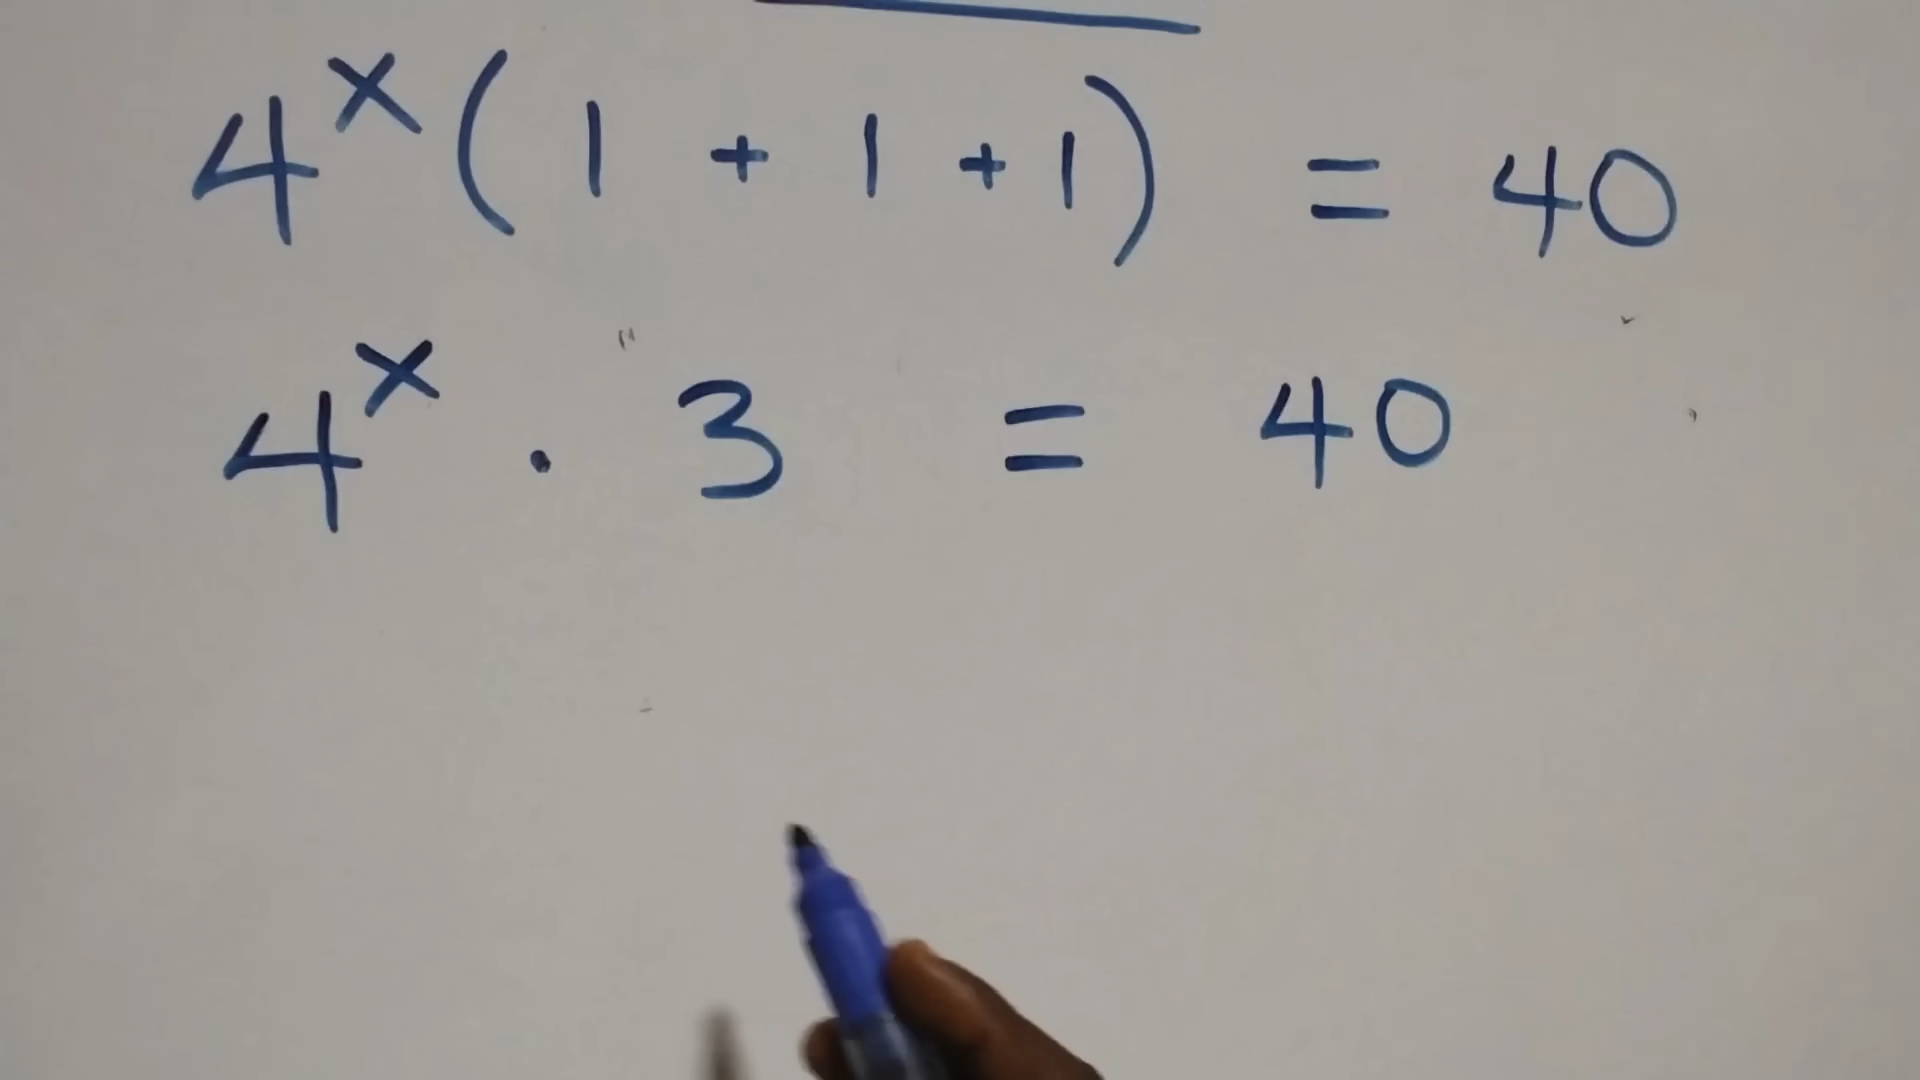 4^x (1 + 1 + 1) = 40
4^x . 3 = 40